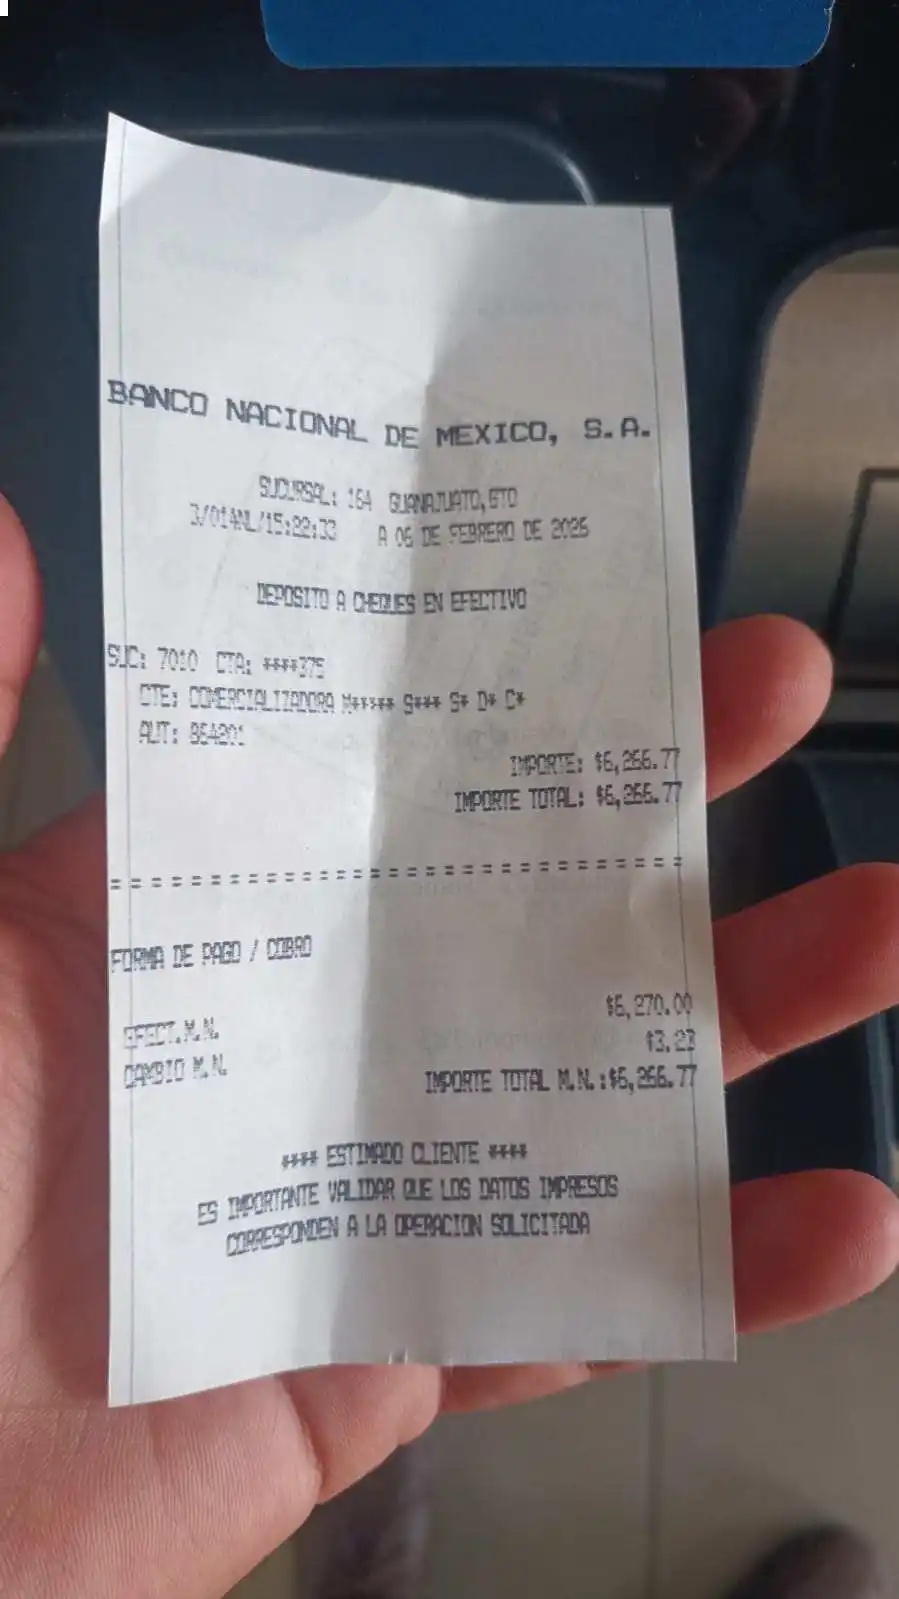 BANCO NACIONAL DE MEXICO, S.A.
SUCURSAL: 164 GUANAJUATO,GTO
3/014NL/15:22:33 A 06 DE FEBRERO DE 2026
DEPOSITO A CHEQUES EN EFECTIVO
SUC: 7010 CTA: ****375
CTE: COMERCIALIZADORA M***** S*** S* D* C*
AUT: 854201
IMPORTE: $6,266.77
IMPORTE TOTAL: $6,266.77
= = = = = = = = = = = = = = = = = = = = = = = = = = = = = =
FORMA DE PAGO / COBRO
$6,270.00
EFECT.M.N.
$3.23
CAMBIO M.N.
IMPORTE TOTAL M.N.:$6,266.77
**** ESTIMADO CLIENTE ****
ES IMPORTANTE VALIDAR QUE LOS DATOS IMPRESOS
CORRESPONDEN A LA OPERACION SOLICITADA